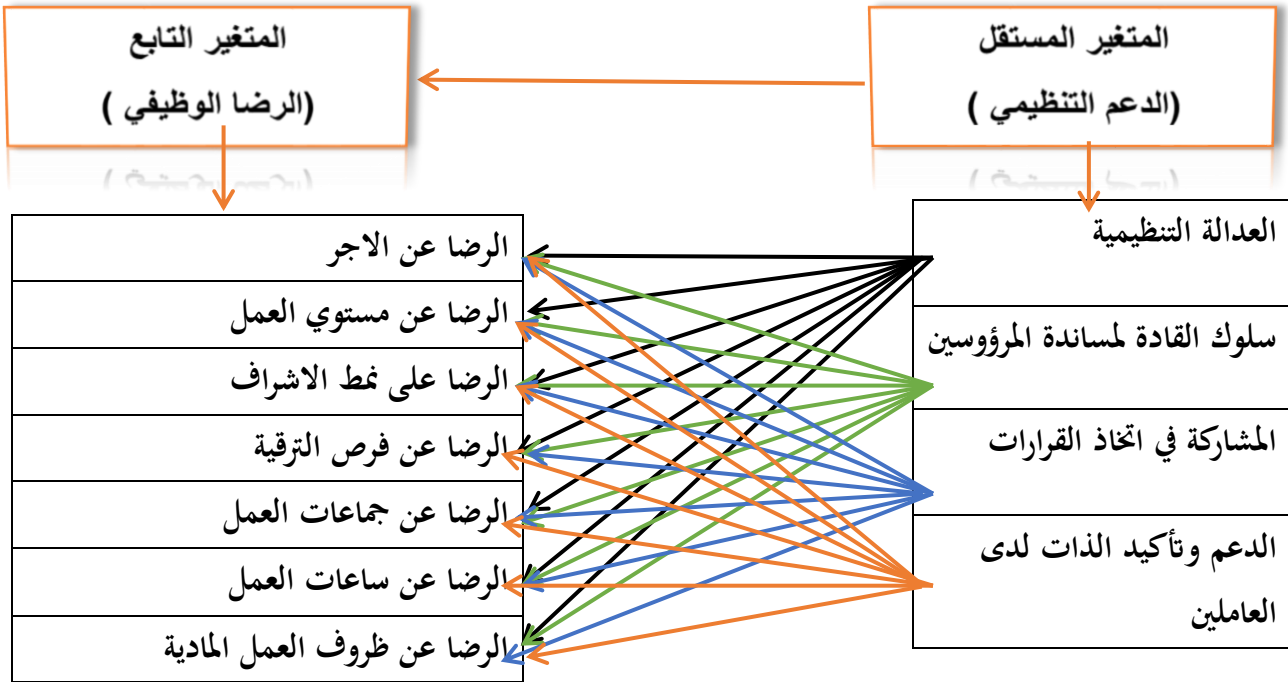 المتغير المستقل
(الدعم التنظيمي )
المتغير التابع
(الرضا الوظيفي )
العدالة التنظيمية
سلوك القادة لمساندة المرؤوسين
المشاركة في اتخاذ القرارات
الدعم وتأكيد الذات لدى
العاملين
الرضا عن الاجر
الرضا عن مستوي العمل
الرضا على نمط الاشراف
الرضا عن فرص الترقية
الرضا عن جماعات العمل
الرضا عن ساعات العمل
الرضا عن ظروف العمل المادية